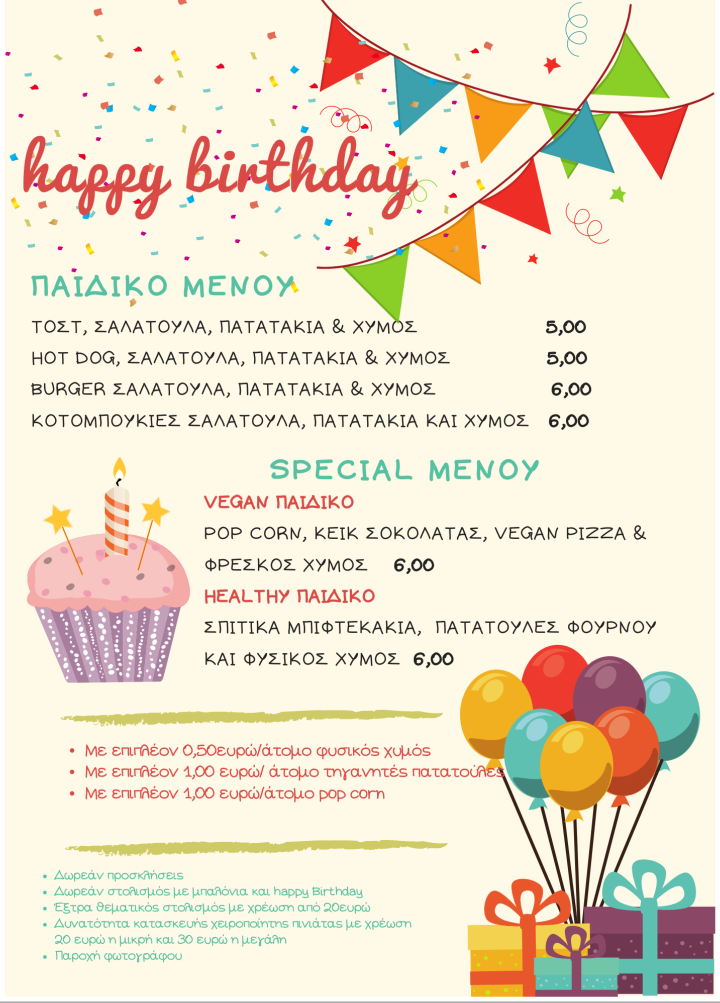 happy birthday
ΠΑΙΔΙΚΟ ΜΕΝΟΥ
ΤΟΣΤ, ΣΑΛΑΤΟΥΛΑ, ΠΑΤΑΤΑΚΙΑ & ΧΥΜΟΣ 5,00
HOT DOG, ΣΑΛΑΤΟΥΛΑ, ΠΑΤΑΤΑΚΙΑ & ΧΥΜΟΣ 5,00
BURGER ΣΑΛΑΤΟΥΛΑ, ΠΑΤΑΤΑΚΙΑ & ΧΥΜΟΣ 6,00
ΚΟΤΟΜΠΟΥΚΙΕΣ ΣΑΛΑΤΟΥΛΑ, ΠΑΤΑΤΑΚΙΑ ΚΑΙ ΧΥΜΟΣ 6,00
SPECIAL ΜΕΝΟΥ
VEGAN ΠΑΙΔΙΚΟ
POP CORN, ΚΕΙΚ ΣΟΚΟΛΑΤΑΣ, VEGAN PIZZA &
ΦΡΕΣΚΟΣ ΧΥΜΟΣ 6,00
HEALTHY ΠΑΙΔΙΚΟ
ΣΠΙΤΙΚΑ ΜΠΙΦΤΕΚΑΚΙΑ, ΠΑΤΑΤΟΥΛΕΣ ΦΟΥΡΝΟΥ
ΚΑΙ ΦΥΣΙΚΟΣ ΧΥΜΟΣ 6,00
• Με επιπλέον 0,50ευρώ/άτομο φυσικός χυμός
• Με επιπλέον 1,00 ευρώ/ άτομο τηγανητές πατατούλες
• Με επιπλέον 1,00 ευρώ/άτομο pop corn
• Δωρεάν προσκλήσεις
• Δωρεάν στολισμός με μπαλόνια και happy Birthday
• Έξτρα θεματικός στολισμός με χρέωση από 20ευρώ
• Δυνατότητα κατασκευής χειροποίητης πινιάτας με χρέωση
20 ευρώ η μικρή και 30 ευρώ η μεγάλη
• Παροχή φωτογράφου